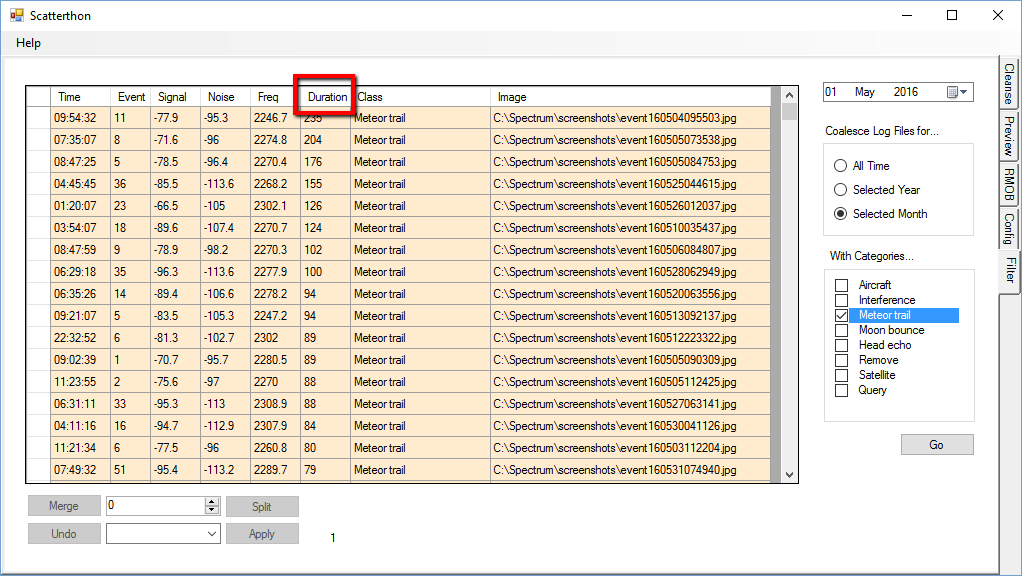 Scatterthon
Help
Time Event Signal Noise Freq Duration Class Image
09:54:32 11 -77.9 -95.3 2246.7 235 Meteor trail C:\Spectrum\screenshots\event160504095503.jpg
07:35:07 8 -71.6 -96 2274.8 204 Meteor trail C:\Spectrum\screenshots\event160505073538.jpg
08:47:25 5 -78.5 -96.4 2270.4 176 Meteor trail C:\Spectrum\screenshots\event160505084753.jpg
04:45:45 36 -85.5 -113.6 2268.2 155 Meteor trail C:\Spectrum\screenshots\event160525044615.jpg
01:20:07 23 -66.5 -105 2302.1 126 Meteor trail C:\Spectrum\screenshots\event160526012037.jpg
03:54:07 18 -89.6 -107.4 2270.7 124 Meteor trail C:\Spectrum\screenshots\event160510035437.jpg
08:47:59 9 -78.9 -98.2 2270.3 102 Meteor trail C:\Spectrum\screenshots\event160506084807.jpg
06:29:18 35 -96.3 -113.6 2277.9 100 Meteor trail C:\Spectrum\screenshots\event160528062949.jpg
06:35:26 14 -89.4 -106.6 2278.2 94 Meteor trail C:\Spectrum\screenshots\event160520063556.jpg
09:21:07 5 -83.5 -105.3 2247.2 94 Meteor trail C:\Spectrum\screenshots\event160513092137.jpg
22:32:52 6 -81.3 -102.7 2302 89 Meteor trail C:\Spectrum\screenshots\event160512223322.jpg
09:02:39 1 -70.7 -95.7 2280.5 89 Meteor trail C:\Spectrum\screenshots\event160505090309.jpg
11:23:55 2 -75.6 -97 2270 88 Meteor trail C:\Spectrum\screenshots\event160505112425.jpg
06:31:11 33 -95.3 -113 2308.9 88 Meteor trail C:\Spectrum\screenshots\event160527063141.jpg
04:11:16 16 -94.7 -112.9 2307.9 84 Meteor trail C:\Spectrum\screenshots\event160530041126.jpg
11:21:34 6 -77.5 -96 2260.8 80 Meteor trail C:\Spectrum\screenshots\event160503112204.jpg
07:49:32 51 -95.4 -113.2 2289.7 79 Meteor trail C:\Spectrum\screenshots\event160531074940.jpg
Merge 0 Split
Undo Apply 1
01 May 2016
Coalesce Log Files for...
All Time
Selected Year
Selected Month
With Categories...
Aircraft
Interference
Meteor trail
Moon bounce
Head echo
Remove
Satellite
Query
Go
Cleanse
Preview
RMOB
Config
Filter